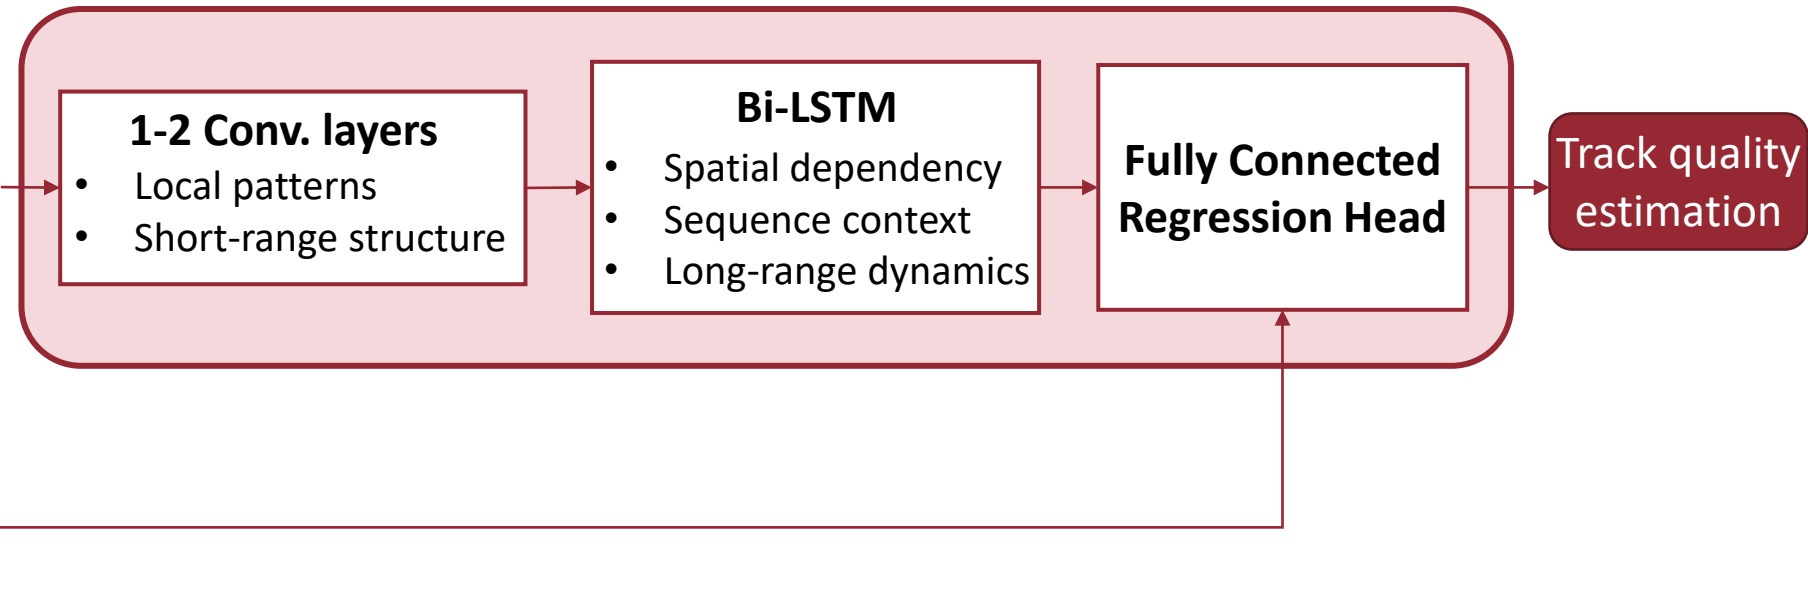 1-2 Conv. layers
• Local patterns
• Short-range structure
Bi-LSTM
• Spatial dependency
• Sequence context
• Long-range dynamics
Fully Connected
Regression Head
Track quality
estimation